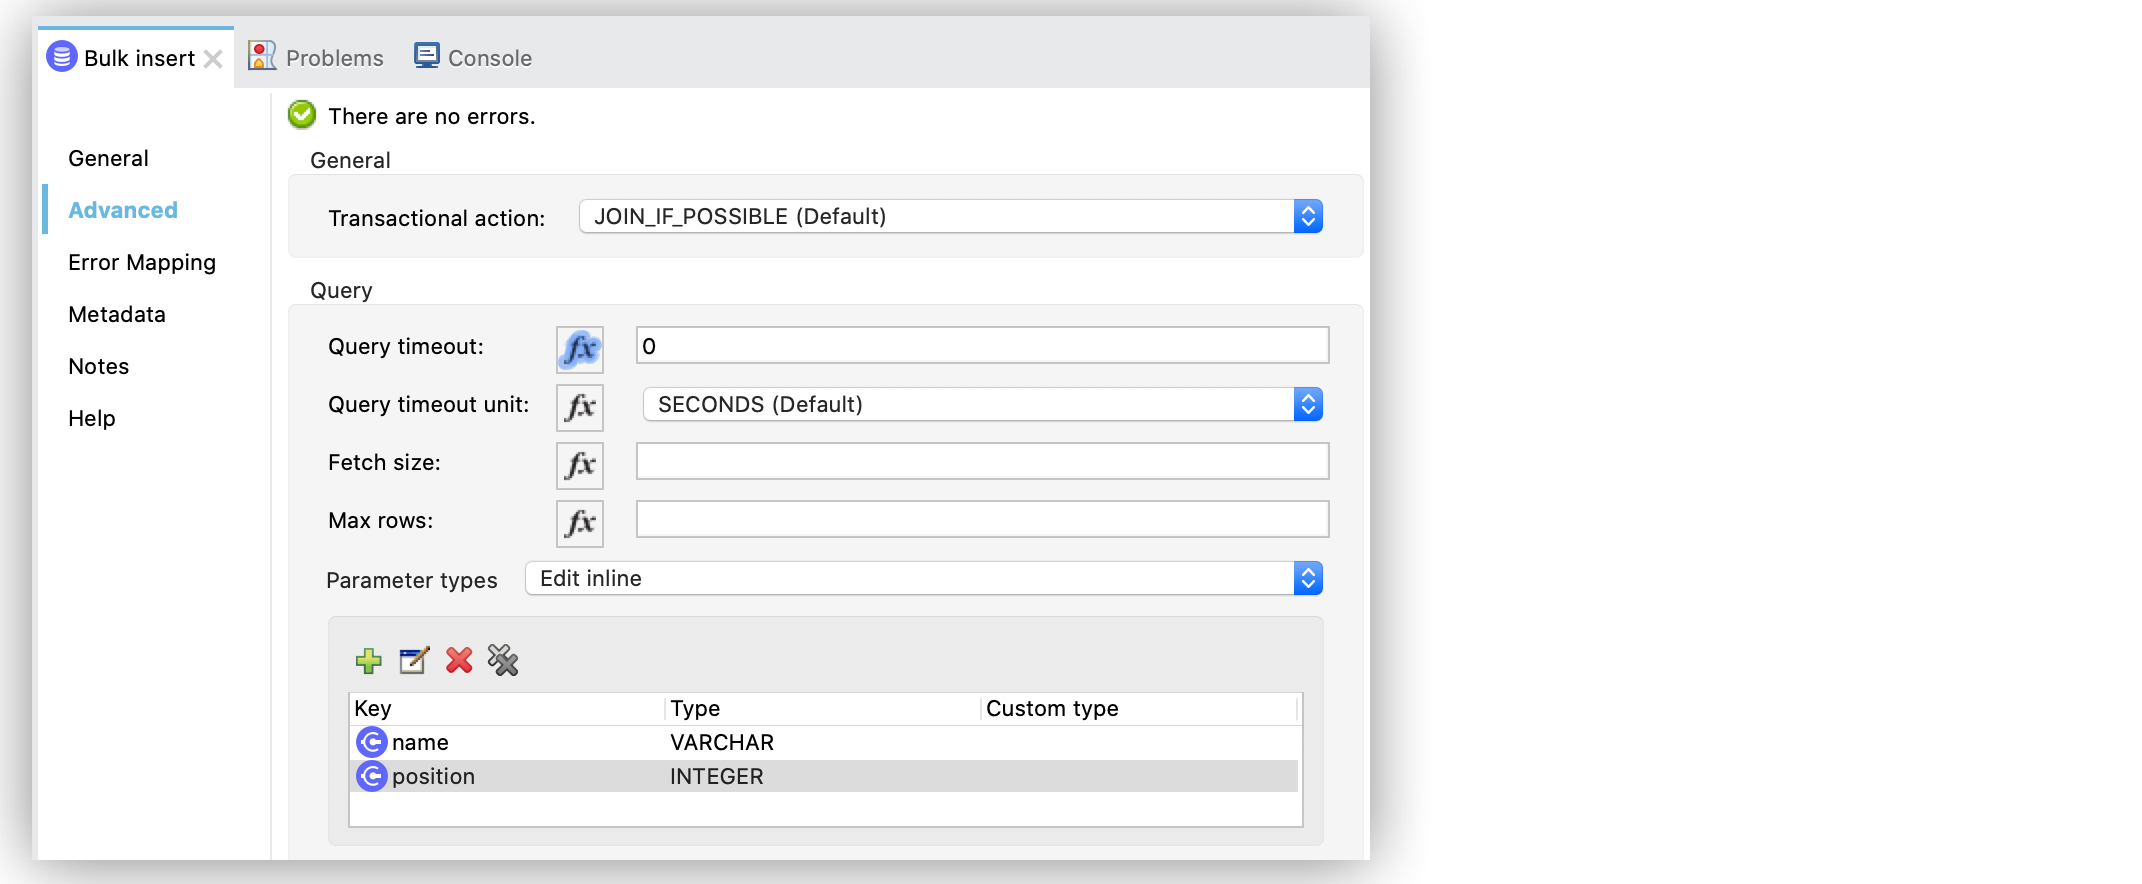 Bulk insert
Problems
Console
General
Advanced
Error Mapping
Metadata
Notes
Help
There are no errors.
General
Transactional action: JOIN_IF_POSSIBLE (Default)
Query
Query timeout: fx 0
Query timeout unit: fx SECONDS (Default)
Fetch size: fx
Max rows: fx
Parameter types Edit inline
Key Type Custom type
name VARCHAR
position INTEGER